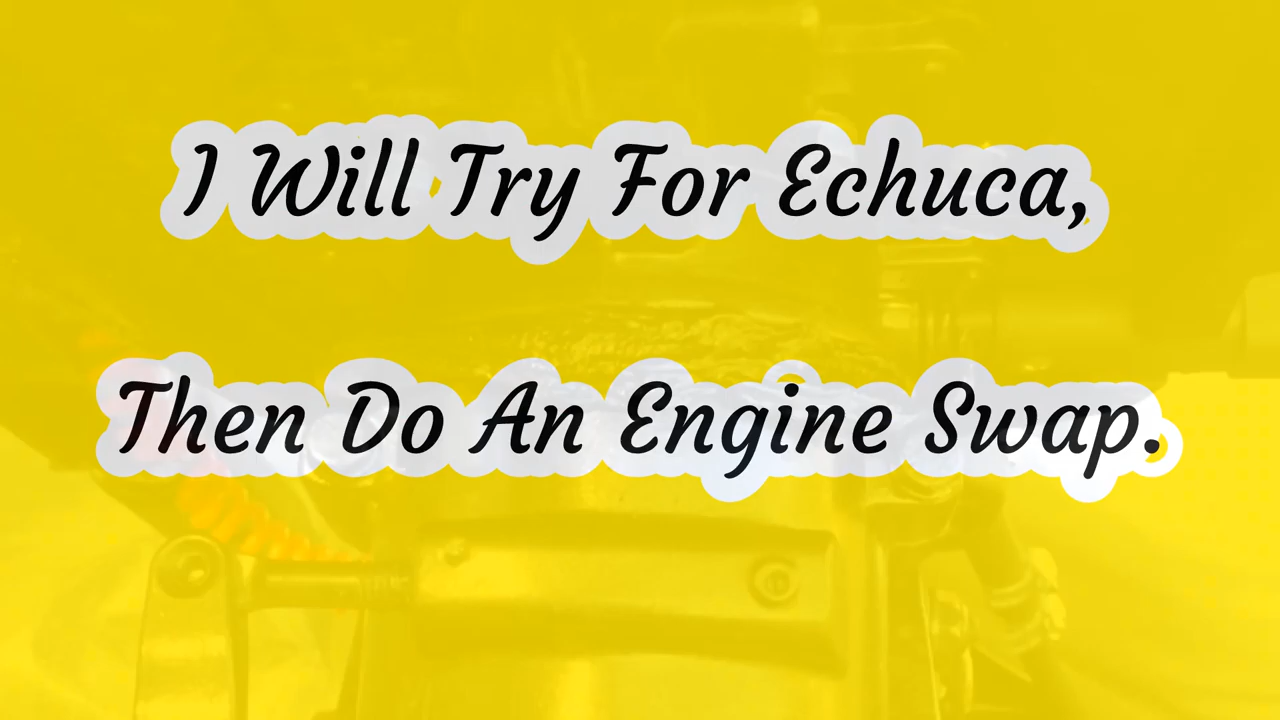 I Will Try For Echuca,
Then Do An Engine Swap.